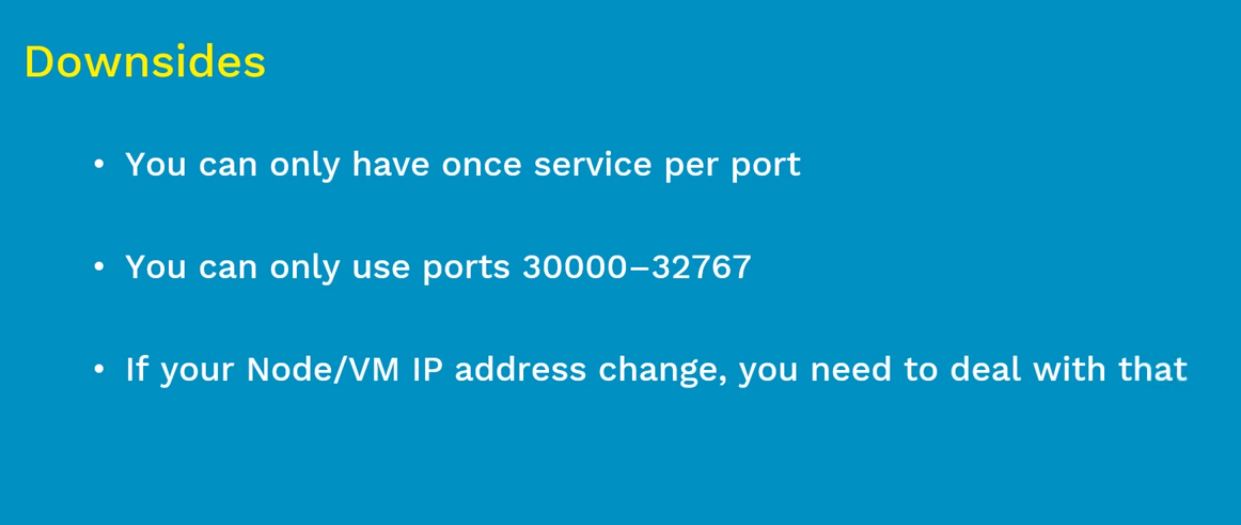 Downsides
• You can only have once service per port
• You can only use ports 30000–32767
• If your Node/VM IP address change, you need to deal with that